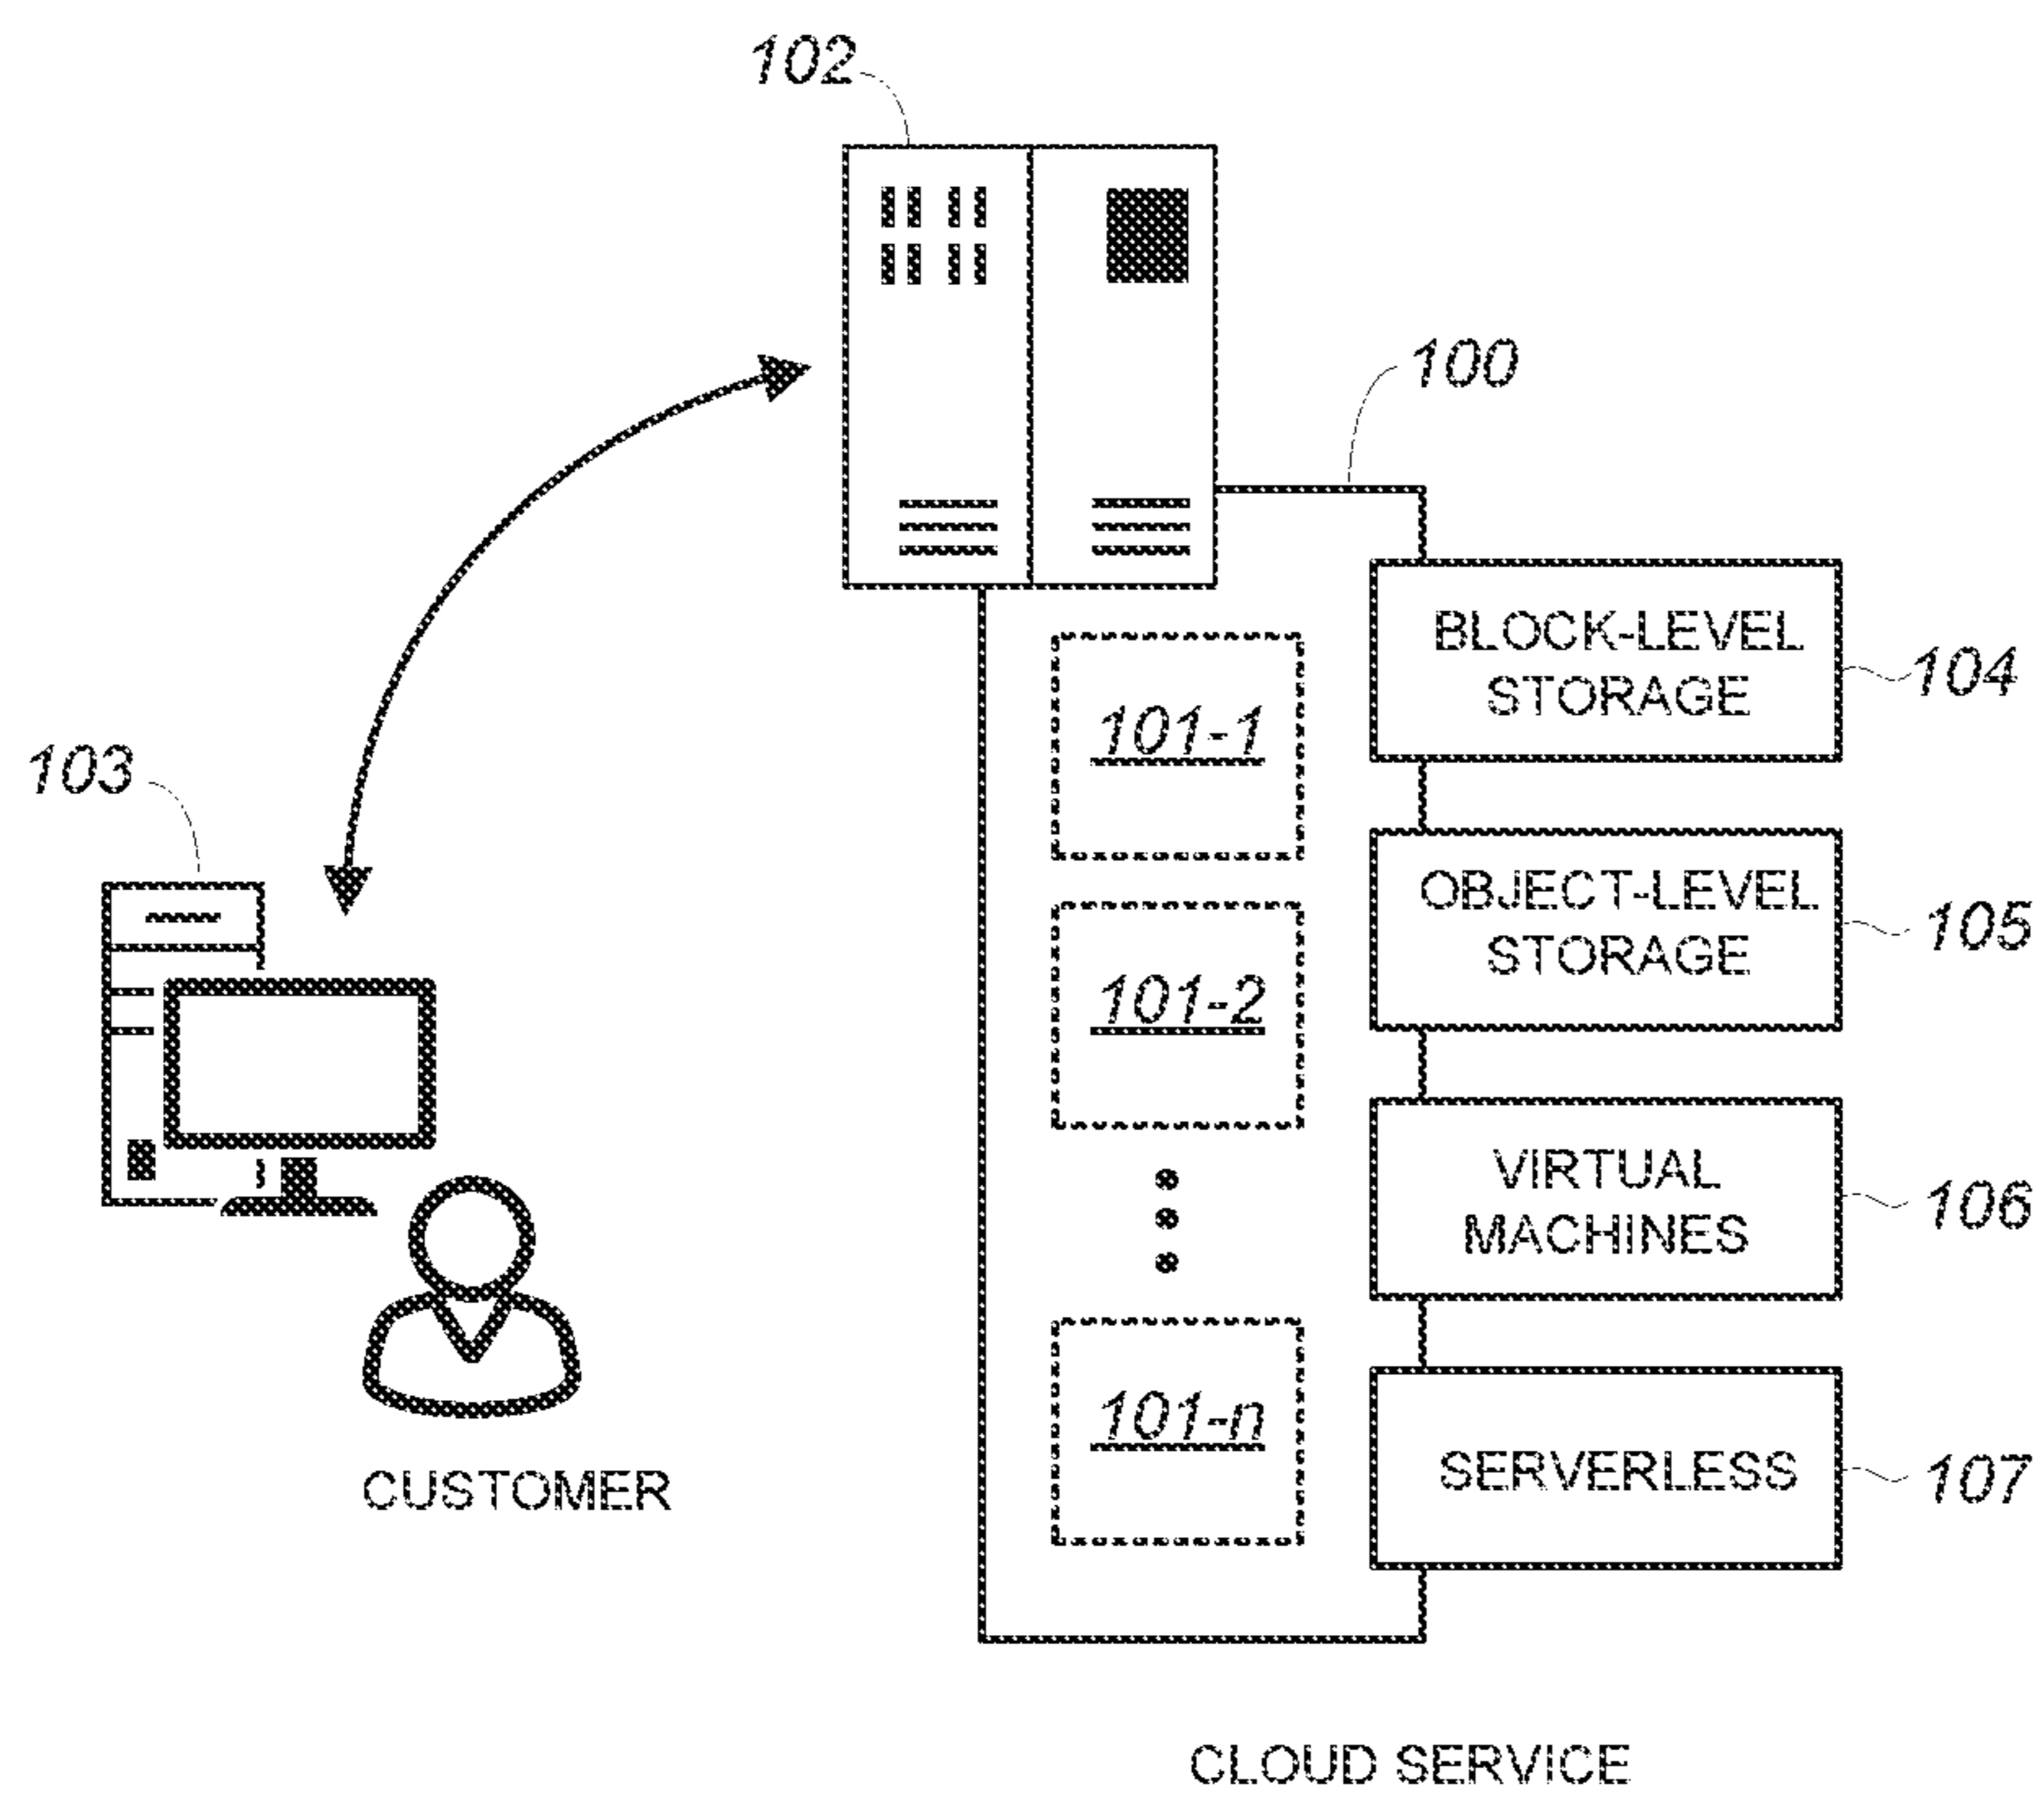 102
100
BLOCK-LEVEL
STORAGE
104
101-1
103
OBJECT-LEVEL
STORAGE
105
101-2
VIRTUAL
MACHINES
106
101-n
SERVERLESS
107
CUSTOMER
CLOUD SERVICE